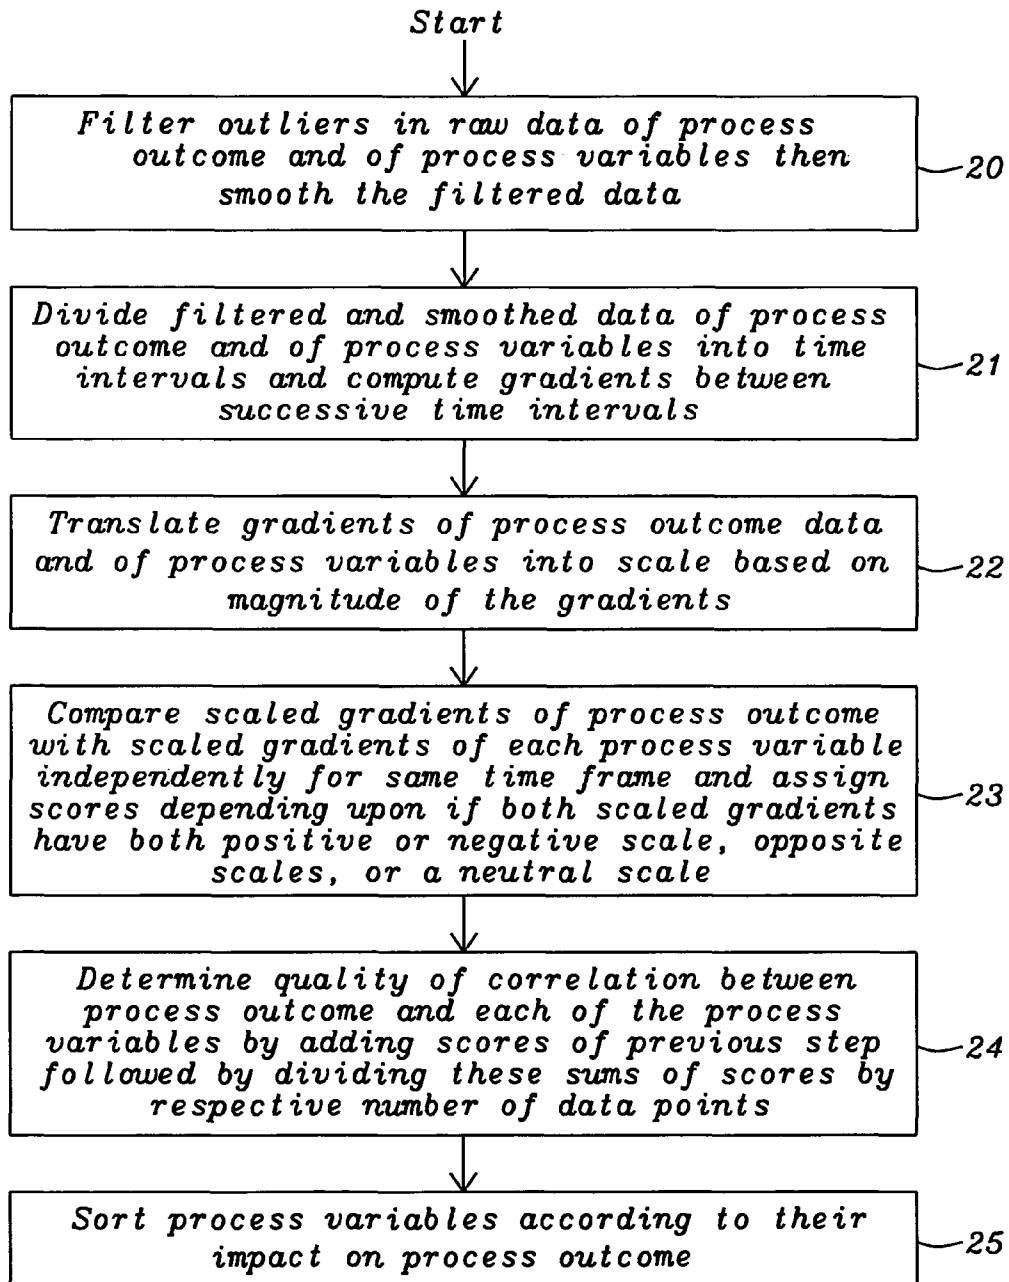 Start
Filter outliers in raw data of process
outcome and of process variables then
smooth the filtered data
20
Divide filtered and smoothed data of process
outcome and of process variables into time
intervals and compute gradients between
successive time intervals
21
Translate gradients of process outcome data
and of process variables into scale based on
magnitude of the gradients
22
Compare scaled gradients of process outcome
with scaled gradients of each process variable
independently for same time frame and assign
scores depending upon if both scaled gradients
have both positive or negative scale, opposite
scales, or a neutral scale
23
Determine quality of correlation between
process outcome and each of the process
variables by adding scores of previous step
followed by dividing these sums of scores by
respective number of data points
24
Sort process variables according to their
impact on process outcome
25